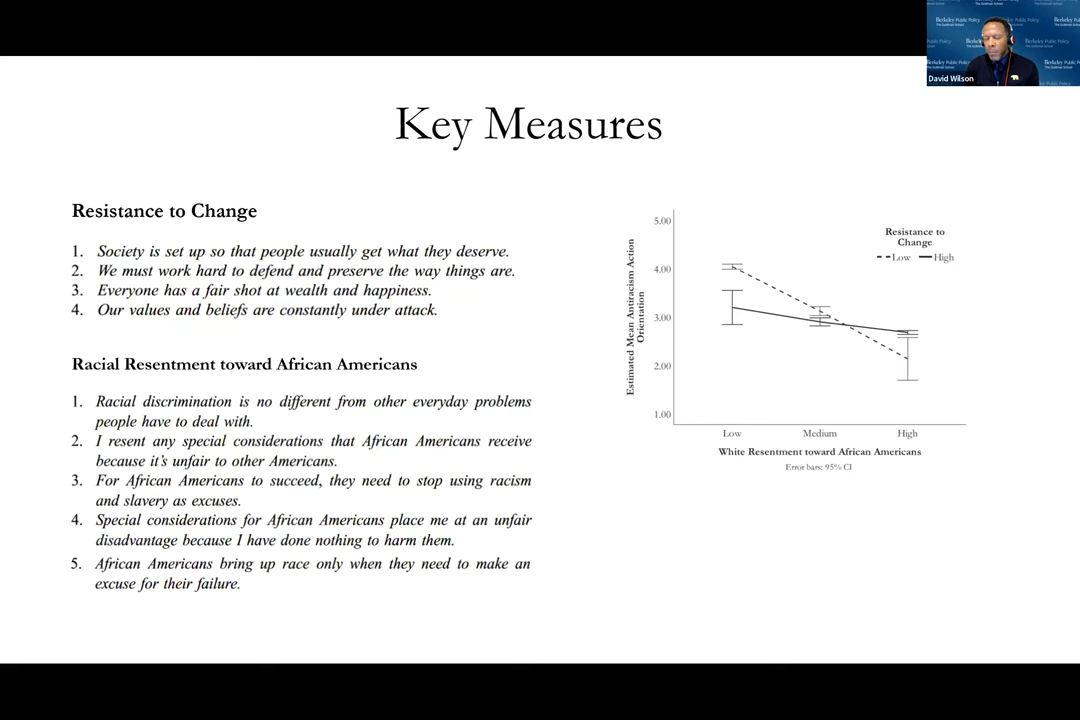 Berkeley Public Policy
The Goldman School
David Wilson
Key Measures
Resistance to Change
1. Society is set up so that people usually get what they deserve.
2. We must work hard to defend and preserve the way things are.
3. Everyone has a fair shot at wealth and happiness.
4. Our values and beliefs are constantly under attack.
Racial Resentment toward African Americans
1. Racial discrimination is no different from other everyday problems
people have to deal with.
2. I resent any special considerations that African Americans receive
because it's unfair to other Americans.
3. For African Americans to succeed, they need to stop using racism
and slavery as excuses.
4. Special considerations for African Americans place me at an unfair
disadvantage because I have done nothing to harm them.
5. African Americans bring up race only when they need to make an
excuse for their failure.
Estimated Mean Antiracism Action
Orientation
5.00
4.00
3.00
2.00
1.00
Resistance to
Change
Low High
Low Medium High
White Resentment toward African Americans
Error bars: 95% CI